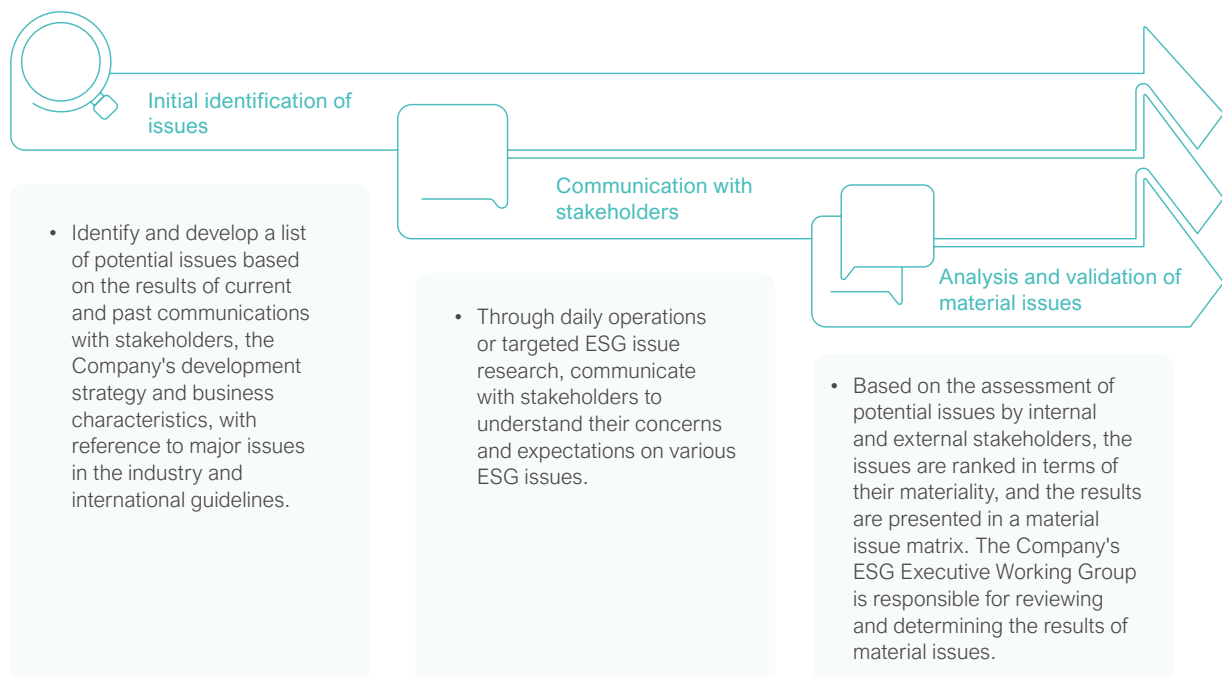 Initial identification of
issues
• Identify and develop a list
of potential issues based
on the results of current
and past communications
with stakeholders, the
Company's development
strategy and business
characteristics, with
reference to major issues
in the industry and
international guidelines.
Communication with
stakeholders
• Through daily operations
or targeted ESG issue
research, communicate
with stakeholders to
understand their concerns
and expectations on various
ESG issues.
Analysis and validation of
material issues
• Based on the assessment of
potential issues by internal
and external stakeholders, the
issues are ranked in terms of
their materiality, and the results
are presented in a material
issue matrix. The Company's
ESG Executive Working Group
is responsible for reviewing
and determining the results of
material issues.